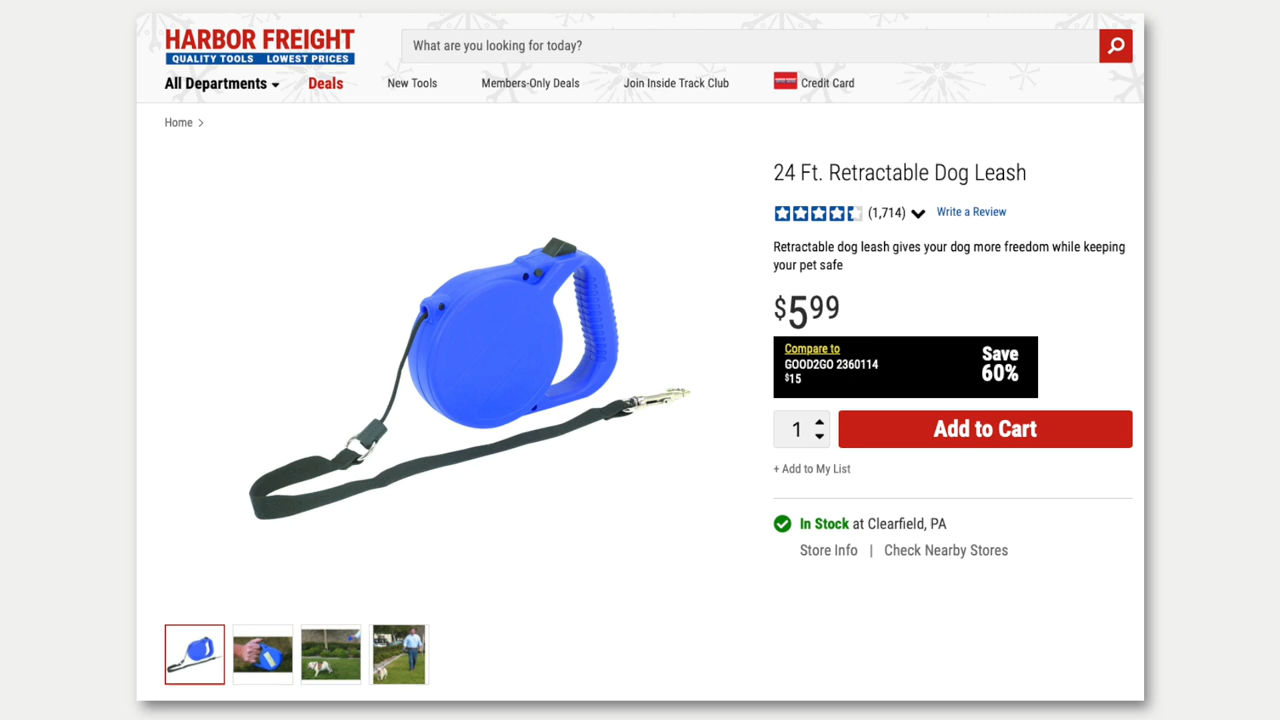 HARBOR FREIGHT
QUALITY TOOLS LOWEST PRICES
What are you looking for today?
All Departments
Deals
New Tools
Members-Only Deals
Join Inside Track Club
Credit Card
Home >
24 Ft. Retractable Dog Leash
(1,714)
Write a Review
Retractable dog leash gives your dog more freedom while keeping
your pet safe
$5.99
Compare to
GOOD2GO 2360114
$15
Save
60%
1
Add to Cart
+ Add to My List
In Stock at Clearfield, PA
Store Info | Check Nearby Stores